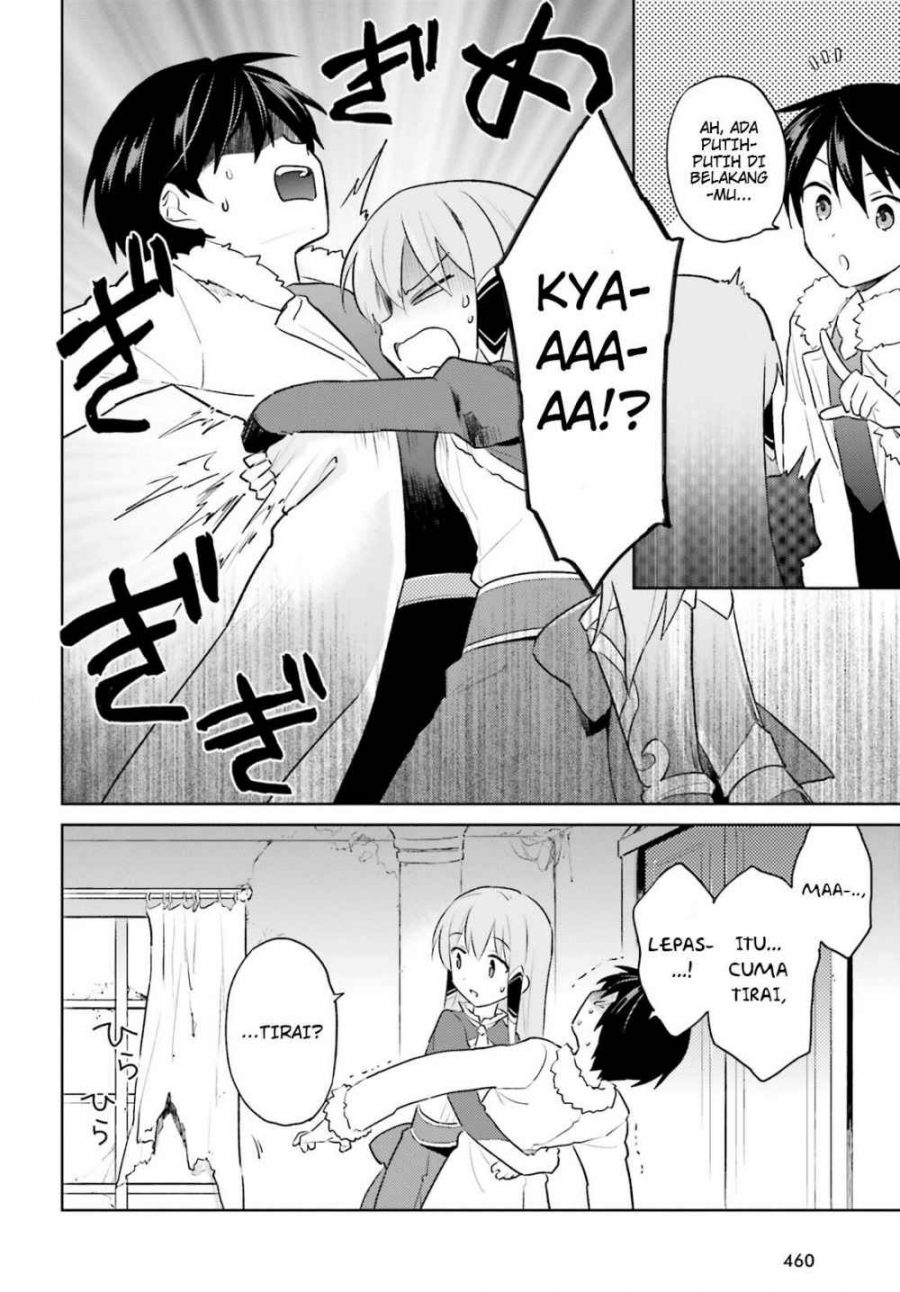 AH, ADA
PUTIH-
PUTIH DI
BELAKANG
-MU...
め
ぎ
ぎ
ぎ
ぎ
KYA-
AAA-
AA!?
MAA-..,
ITU...
CUMA
TIRAI,
LEPAS-
...!
...TIRAI?
ひら
ひら
460